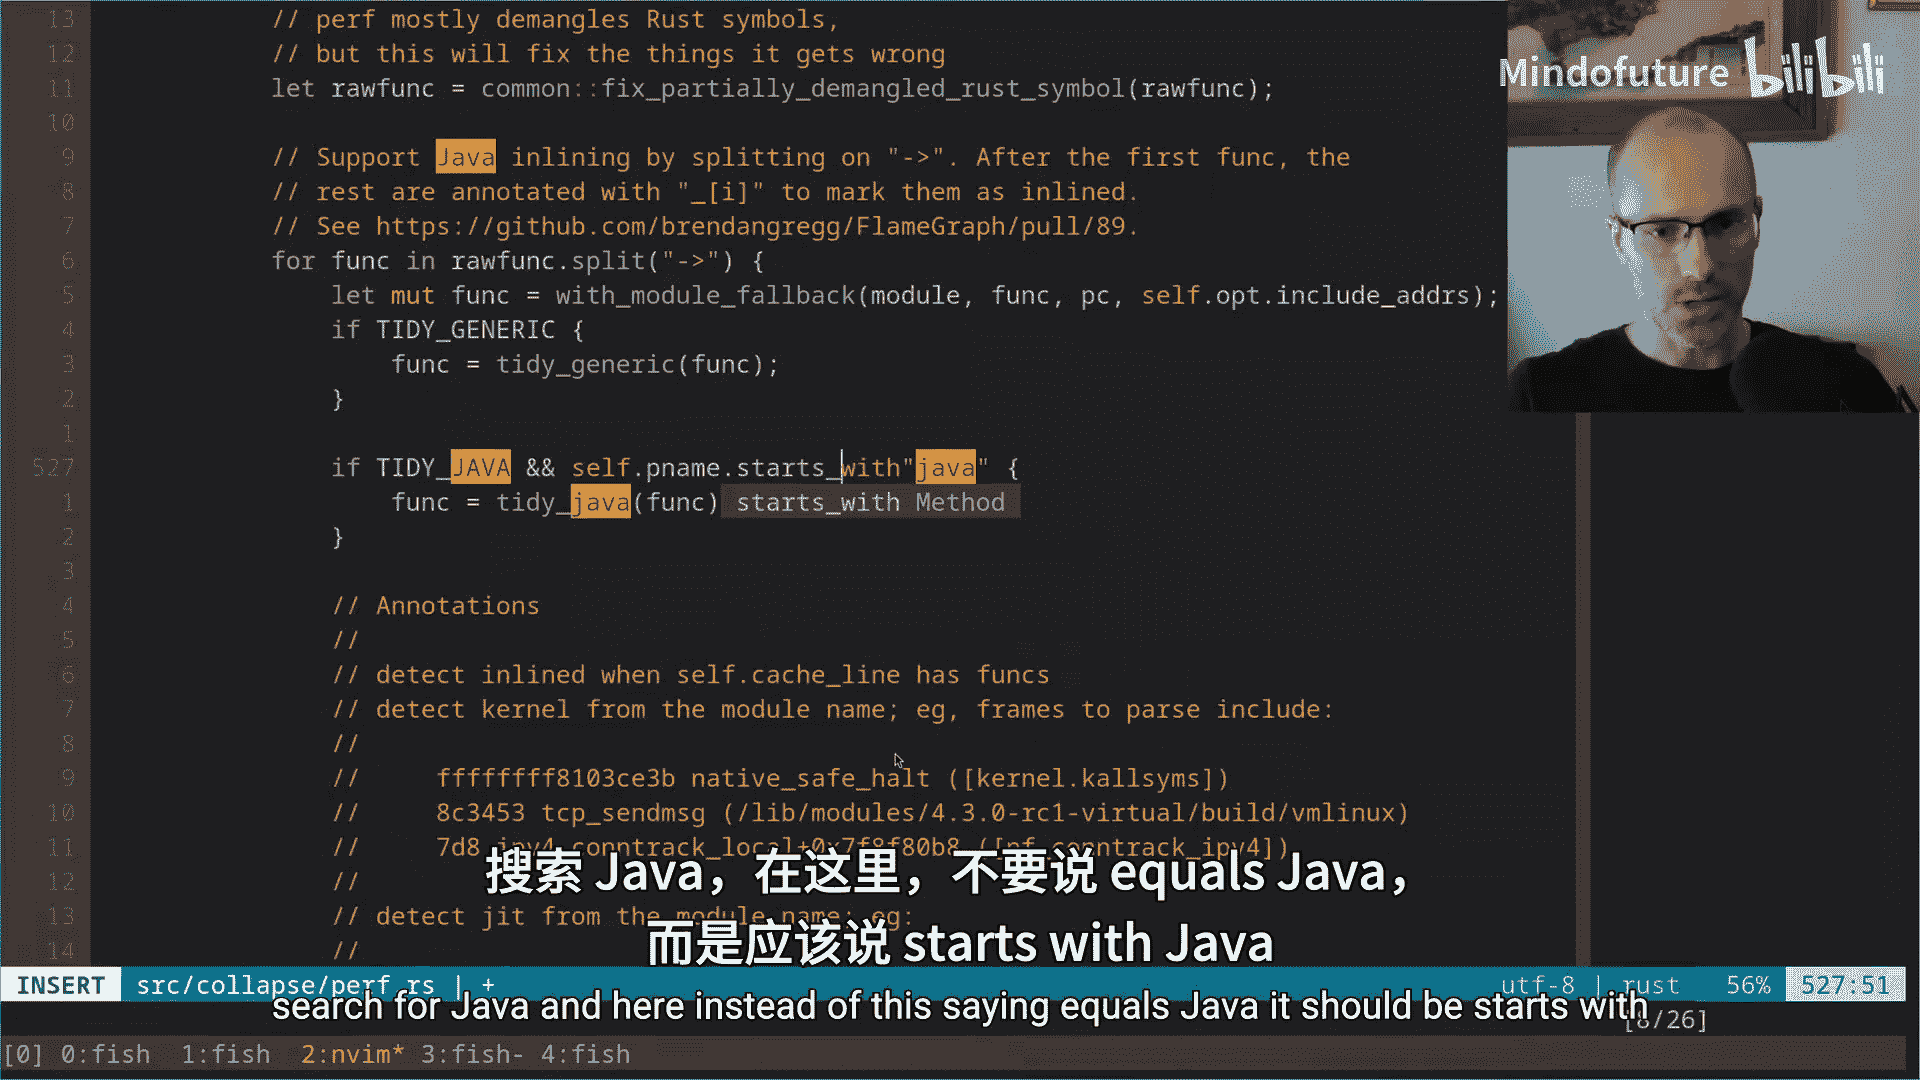 13 // perf mostly demangles Rust symbols,
12 // but this will fix the things it gets wrong
11 let rawfunc = common::fix_partially_demangled_rust_symbol(rawfunc);
10
9 // Support Java inlining by splitting on "->". After the first func, the
8 // rest are annotated with "_[i]" to mark them as inlined.
7 // See https://github.com/brendangregg/FlameGraph/pull/89.
6 for func in rawfunc.split("->") {
5 let mut func = with_module_fallback(module, func, pc, self.opt.include_addrs);
4 if TIDY_GENERIC {
3 func = tidy_generic(func);
2 }
1
527 if TIDY_JAVA && self.pname.starts_with"java" {
1 func = tidy_java(func) starts_with Method
2 }
3
4 // Annotations
5 //
6 // detect inlined when self.cache_line has funcs
7 // detect kernel from the module name; eg, frames to parse include:
8 //
9 // ffffffff8103ce3b native_safe_halt ([kernel.kallsyms])
10 // 8c3453 tcp_sendmsg (/lib/modules/4.3.0-rc1-virtual/build/vmlinux)
11 // 7d8 ipv4_conntrack_local+0x7f8f80b8 ([nf_conntrack_ipv4])
12 //
13 // detect jit from the module name; eg:
14 //
Mindofuture bilibili
搜索 Java，在这里，不要说 equals Java，
而是应该说 starts with Java
INSERT src/collapse/perf.rs | + utf-8 | rust 56% 527:51
search for Java and here instead of this saying equals Java it should be starts with
[8/26]
[0] 0:fish 1:fish 2:nvim* 3:fish- 4:fish